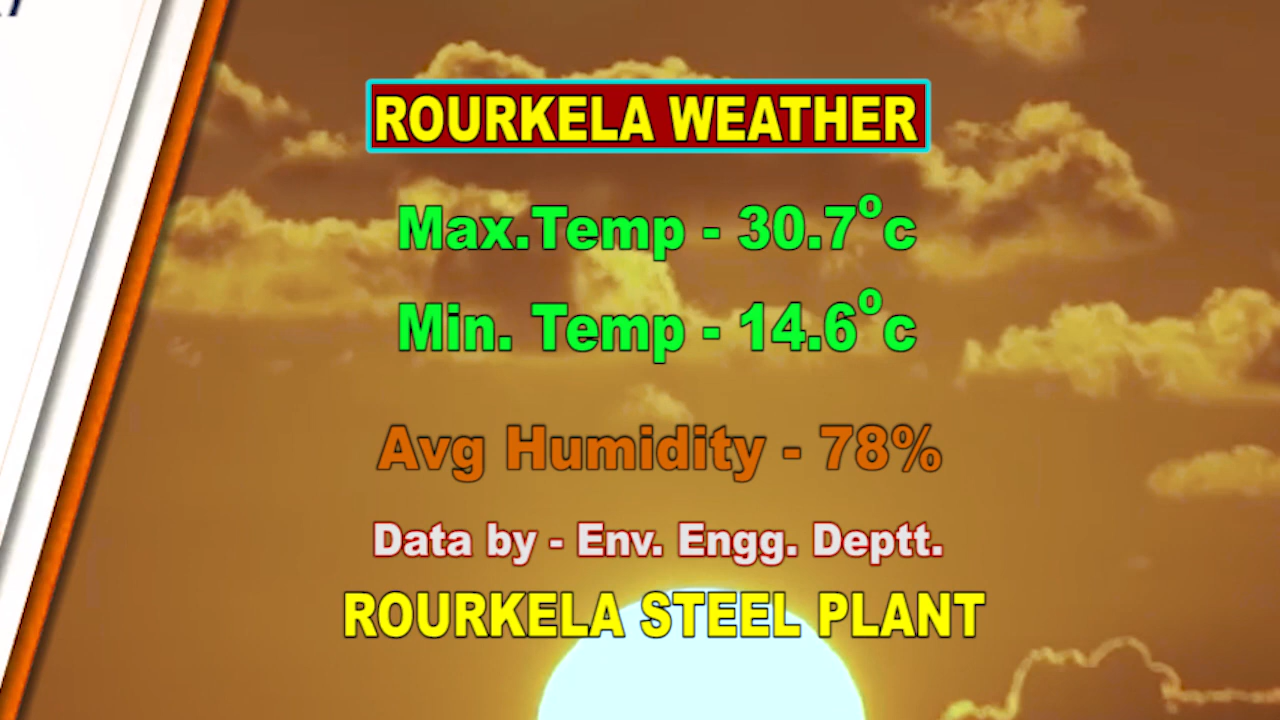 ROURKELA WEATHER
Max.Temp - 30.7°c
Min. Temp - 14.6°c
Avg Humidity - 78%
Data by - Env. Engg. Deptt.
ROURKELA STEEL PLANT